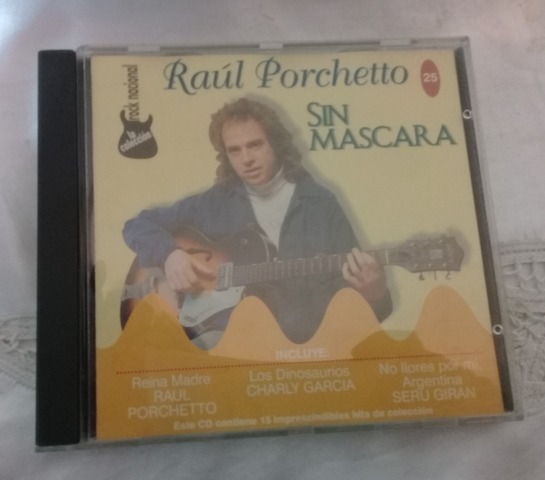 rock nacional
la
colección
Raúl Porchetto
25
SIN
MASCARA
INCLUYE:
Reina Madre
RAUL
PORCHETTO
Los Dinosaurios
CHARLY GARCIA
No llores por mi,
Argentina
SERU GIRAN
Este CD contiene 15 imprescindibles hits de colección